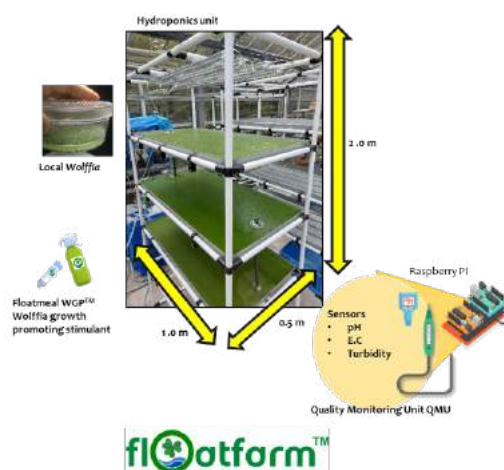 Hydroponics unit
2.0 m
Local Wolffia
Floatmeal WGP™
Wolffia growth
promoting stimulant
1.0 m
0.5 m
Raspberry PI
Sensors
• pH
• E.C
• Turbidity
Quality Monitoring Unit QMU
floatfarm™